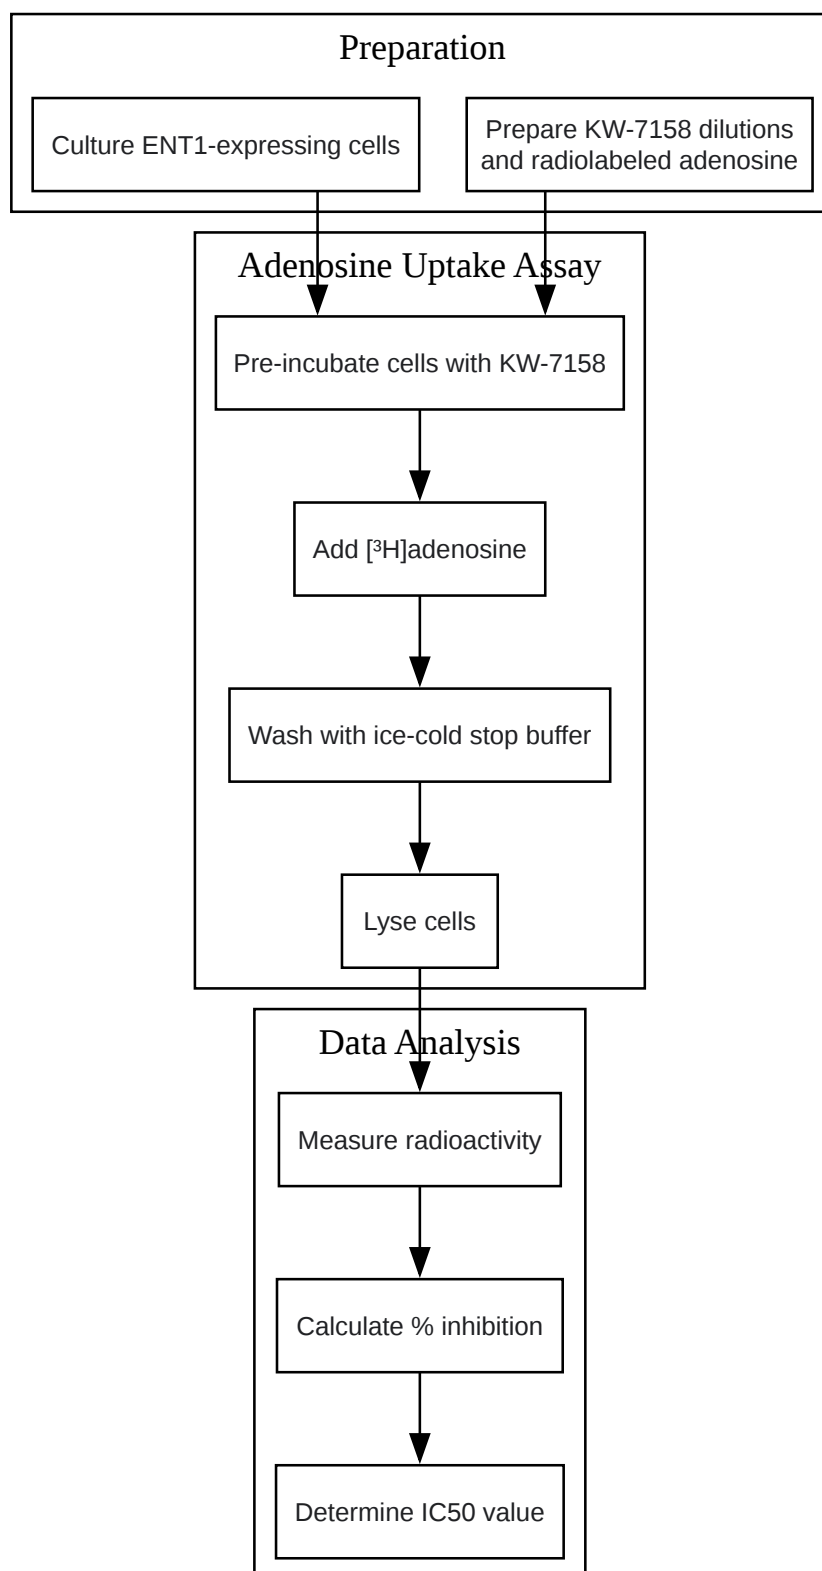 Preparation
Culture ENT1-expressing cells
Prepare KW-7158 dilutions
and radiolabeled adenosine
Adenosine Uptake Assay
Pre-incubate cells with KW-7158
Add [³H]adenosine
Wash with ice-cold stop buffer
Lyse cells
Data Analysis
Measure radioactivity
Calculate % inhibition
Determine IC50 value